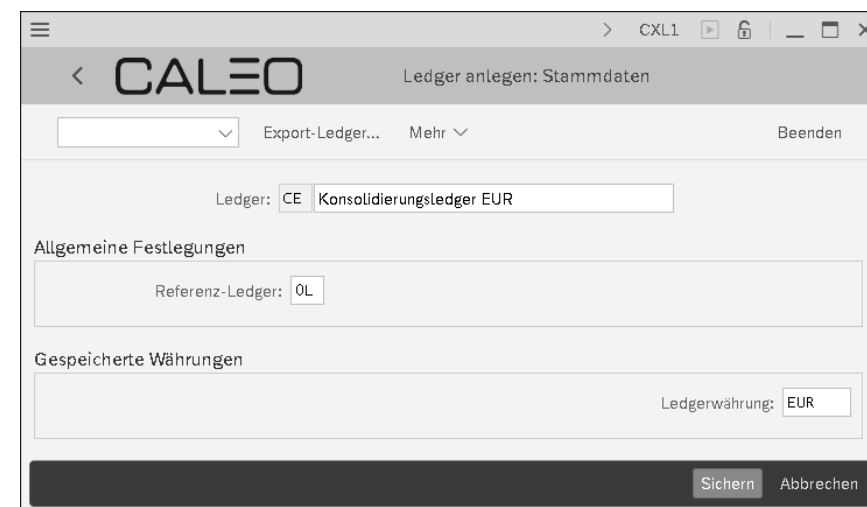 CXL1
CALEO Ledger anlegen: Stammdaten
Export-Ledger... Mehr Beenden
Ledger: CE Konsolidierungsledger EUR
Allgemeine Festlegungen
Referenz-Ledger: 0L
Gespeicherte Währungen
Ledgerwährung: EUR
Sichern Abbrechen